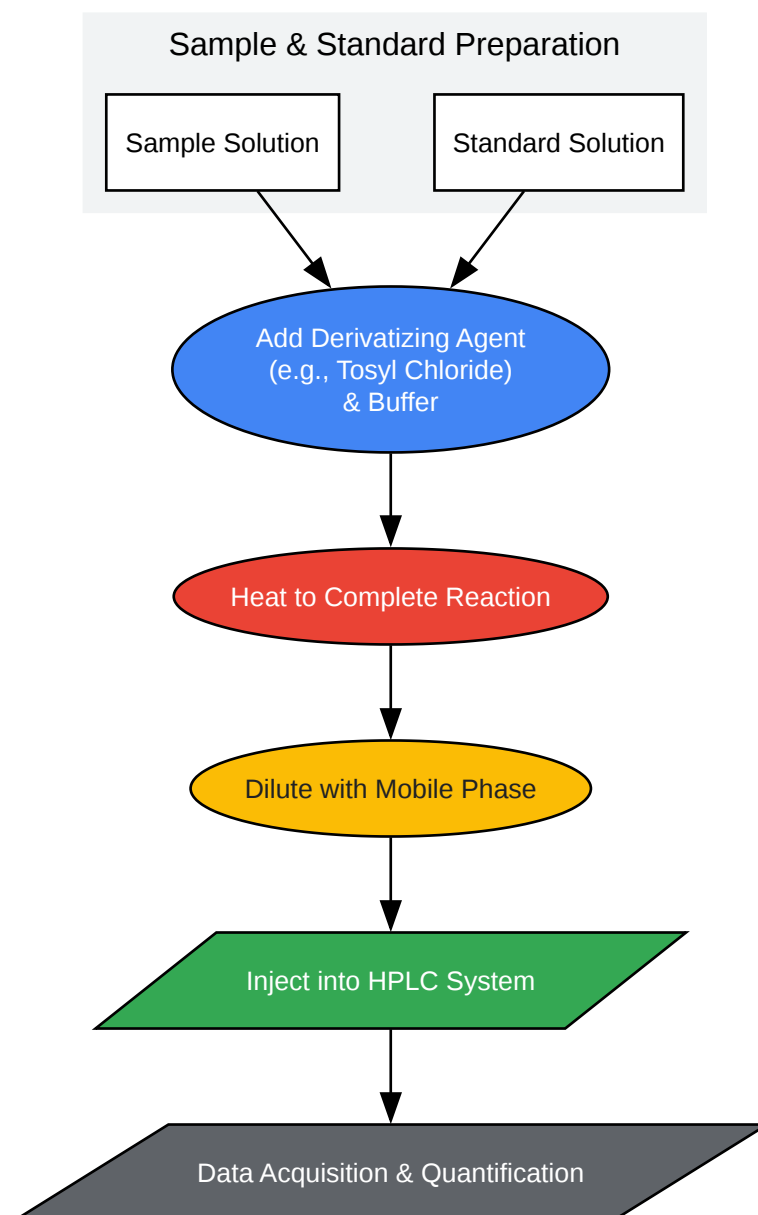 Sample & Standard Preparation
Sample Solution
Standard Solution
Add Derivatizing Agent
(e.g., Tosyl Chloride)
& Buffer
Heat to Complete Reaction
Dilute with Mobile Phase
Inject into HPLC System
Data Acquisition & Quantification